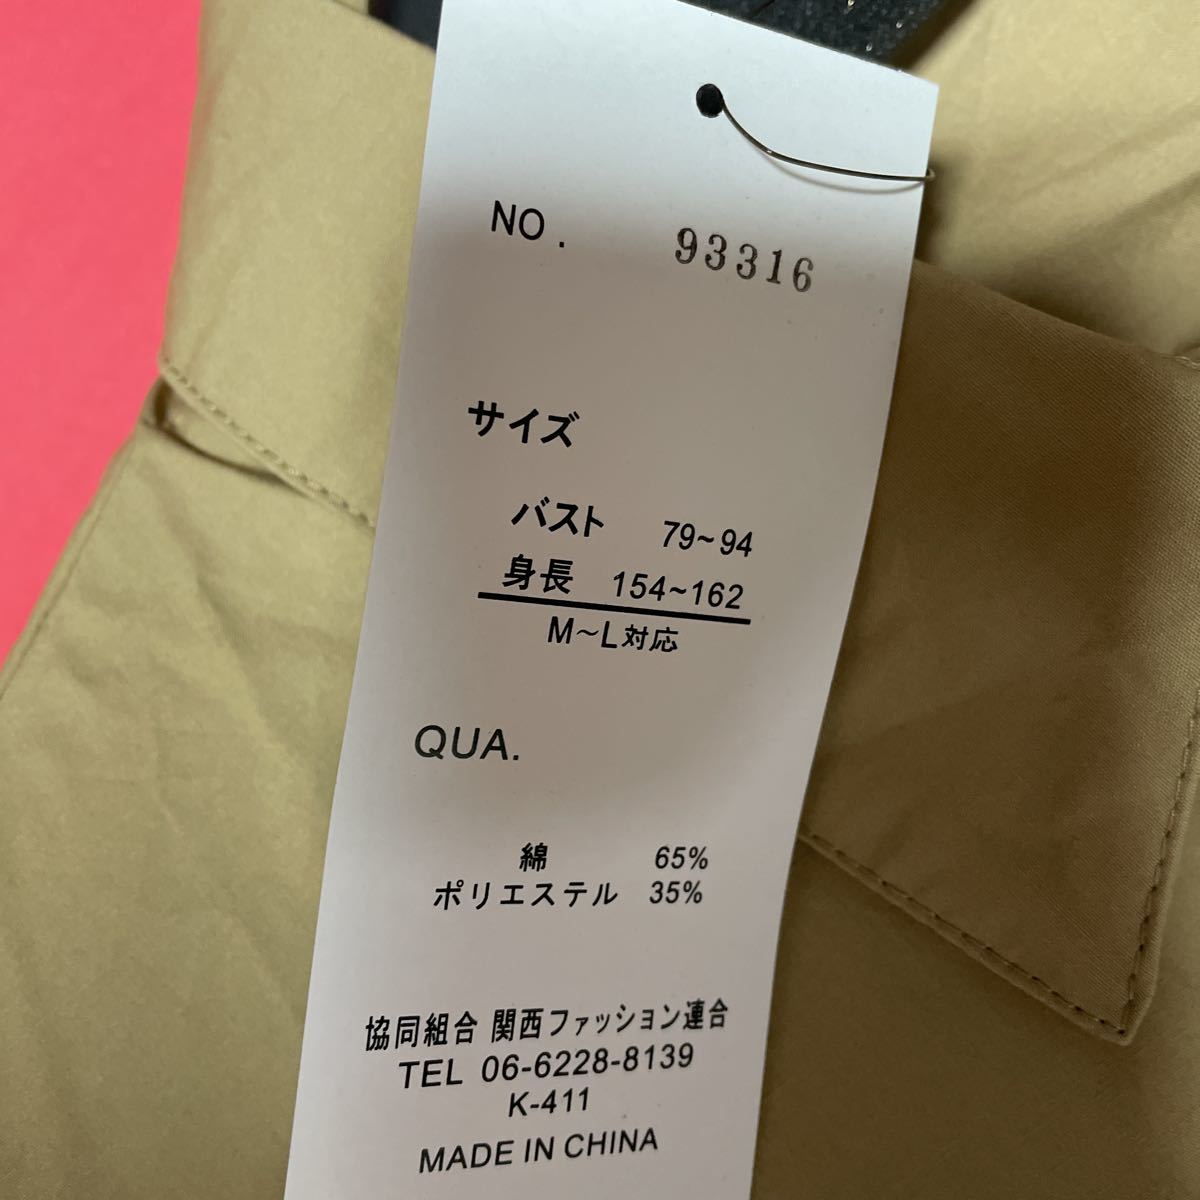 NO. 93316
サイズ
バスト 79~94
身長 154~162
M~L対応
QUA.
綿 65%
ポリエステル 35%
協同組合 関西ファッション連合
TEL 06-6228-8139
K-411
MADE IN CHINA